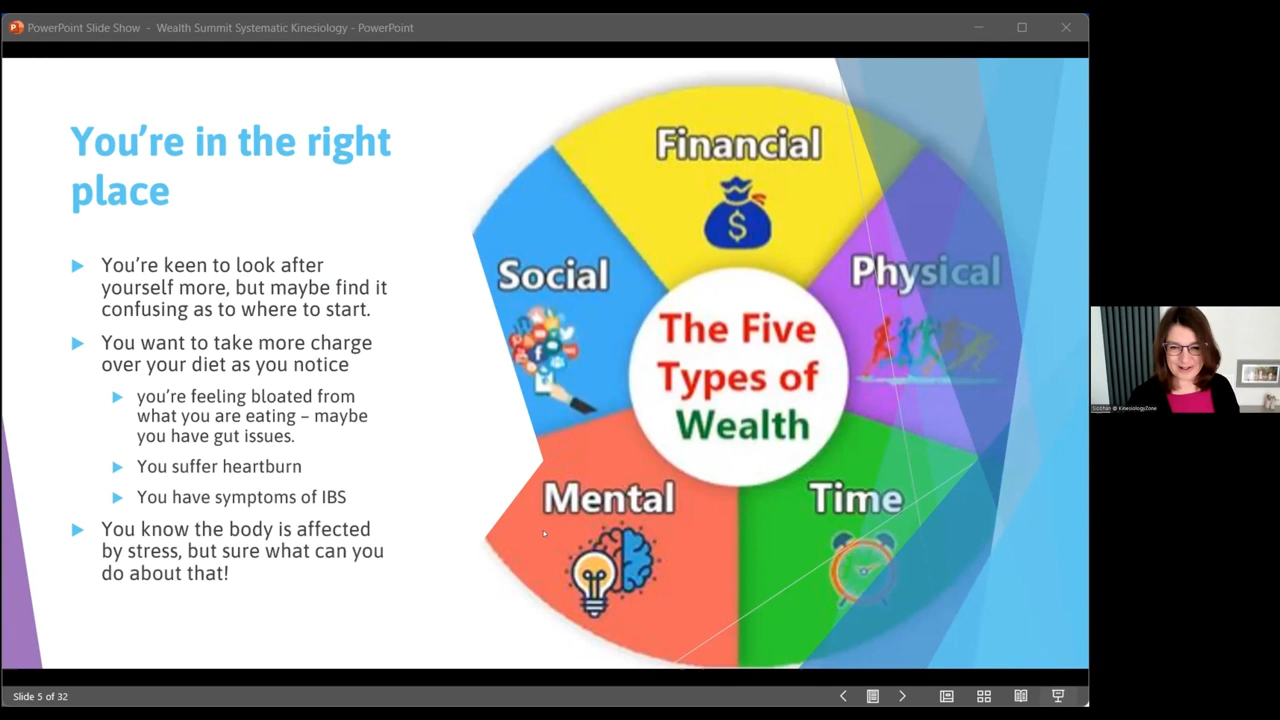 PowerPoint Slide Show - Wealth Summit Systematic Kinesiology - PowerPoint
You’re in the right
place
You’re keen to look after
yourself more, but maybe find it
confusing as to where to start.
You want to take more charge
over your diet as you notice
you’re feeling bloated from
what you are eating – maybe
you have gut issues.
You suffer heartburn
You have symptoms of IBS
You know the body is affected
by stress, but sure what can you
do about that!
Financial
$
Social
Physical
The Five
Types of
Wealth
Mental
Time
Siobhan @ KinesiologyZone
Slide 5 of 32